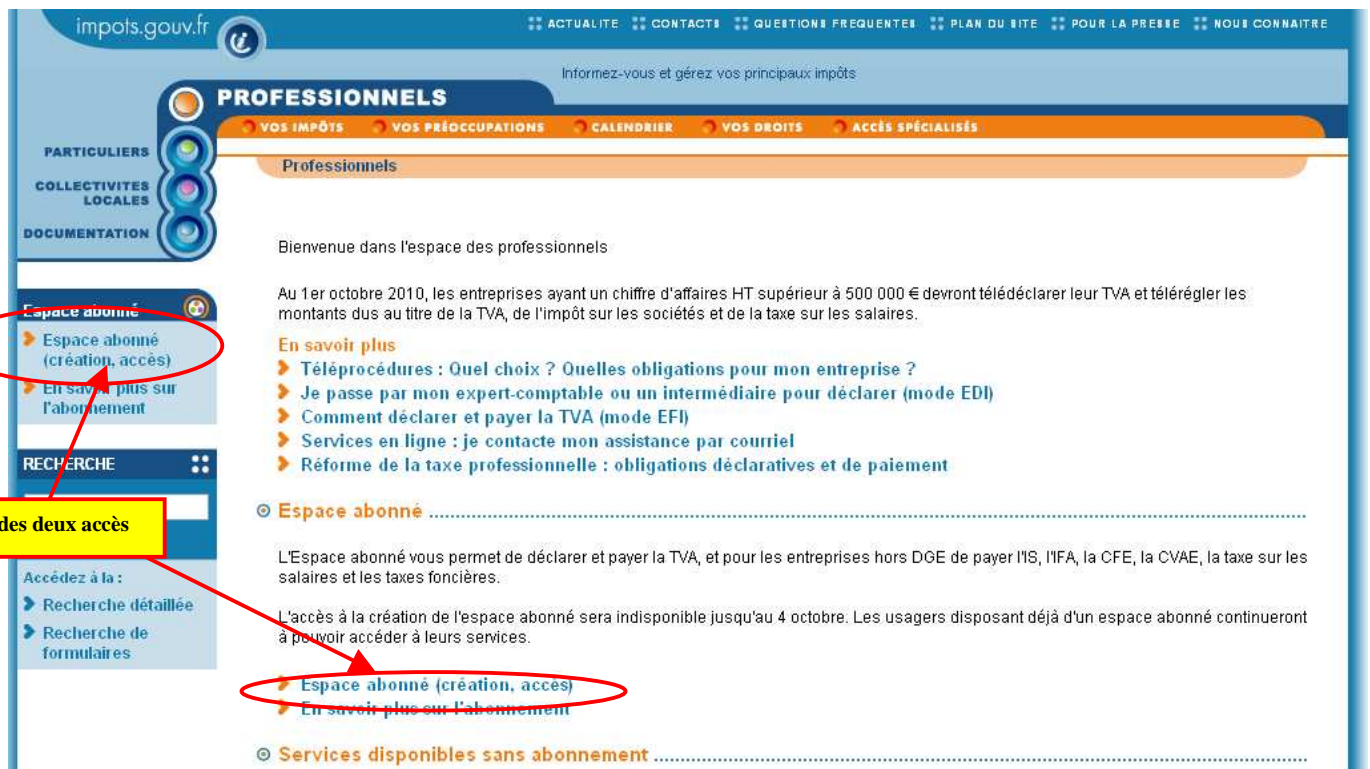 impots.gouv.fr
ACTUALITE CONTACTS QUESTIONS FREQUENTES PLAN DU SITE POUR LA PRESSE NOUS CONNAITRE
Informez-vous et gérez vos principaux impôts
PROFESSIONNELS
VOS IMPÔTS VOS PRÉOCCUPATIONS CALENDRIER VOS DROITS ACCÈS SPÉCIALISÉS
PARTICULIERS
COLLECTIVITES
LOCALES
DOCUMENTATION
Espace abonné
Espace abonné
(création, accès)
En savoir plus sur
l'abonnement
RECHERCHE
des deux accès
Accédez à la :
Recherche détaillée
Recherche de
formulaires
Professionnels
Bienvenue dans l'espace des professionnels
Au 1er octobre 2010, les entreprises ayant un chiffre d'affaires HT supérieur à 500 000 € devront télédéclarer leur TVA et télérégler les
montants dus au titre de la TVA, de l'impôt sur les sociétés et de la taxe sur les salaires.
En savoir plus
Téléprocédures : Quel choix ? Quelles obligations pour mon entreprise ?
Je passe par mon expert-comptable ou un intermédiaire pour déclarer (mode EDI)
Comment déclarer et payer la TVA (mode EFI)
Services en ligne : je contacte mon assistance par courriel
Réforme de la taxe professionnelle : obligations déclaratives et de paiement
Espace abonné
L'Espace abonné vous permet de déclarer et payer la TVA, et pour les entreprises hors DGE de payer l'IS, l'IFA, la CFE, la CVAE, la taxe sur les
salaires et les taxes foncières.
L'accès à la création de l'espace abonné sera indisponible jusqu'au 4 octobre. Les usagers disposant déjà d'un espace abonné continueront
à pouvoir accéder à leurs services.
Espace abonné (création, accès)
En savoir plus sur l'abonnement
Services disponibles sans abonnement